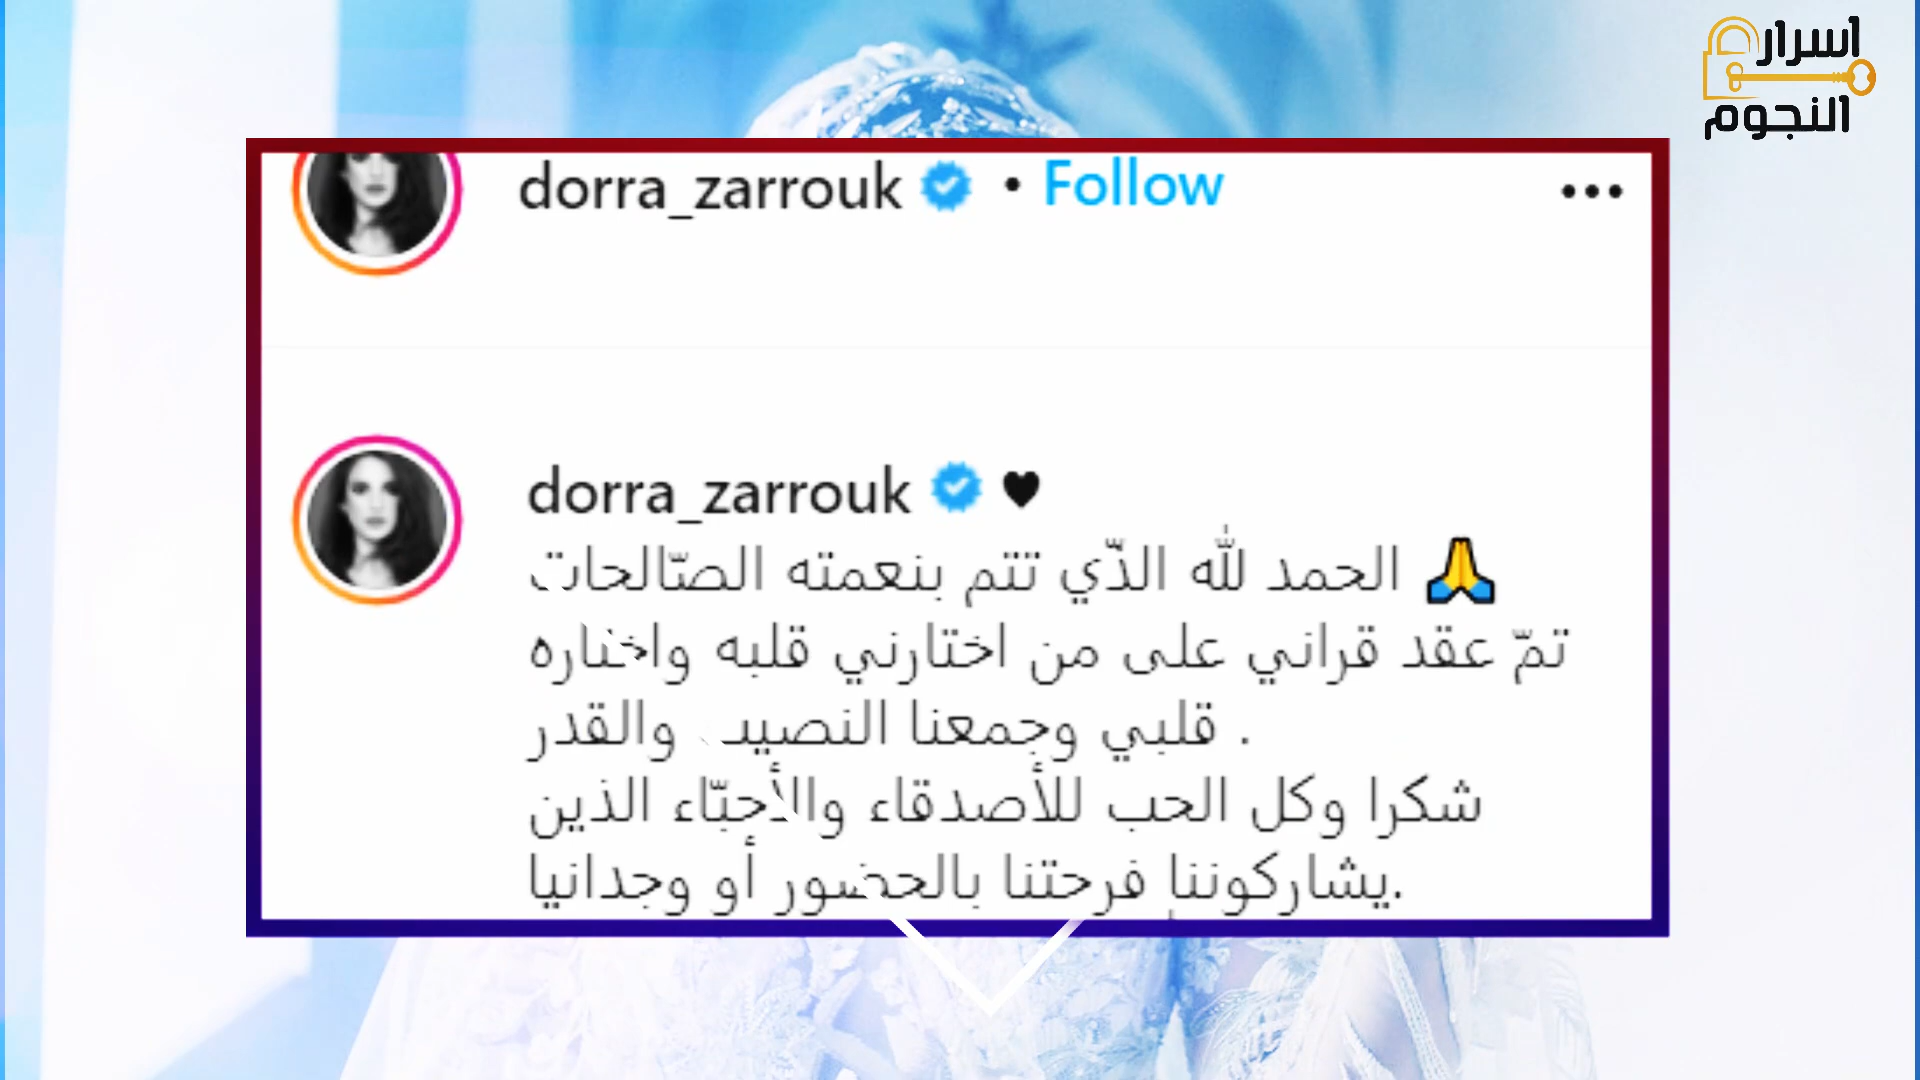 اسرار
النجوم
dorra_zarrouk • Follow
dorra_zarrouk ♥
🙏 الحمد لله الذّي تتم بنعمته الصّالحات
تمّ عقد قراني على من اختارني قلبه واختاره
قلبي وجمعنا النصيب والقدر .
شكرا وكل الحب للأصدقاء والأحبّاء الذين
يشاركوننا فرحتنا بالحضور أو وجدانيا.